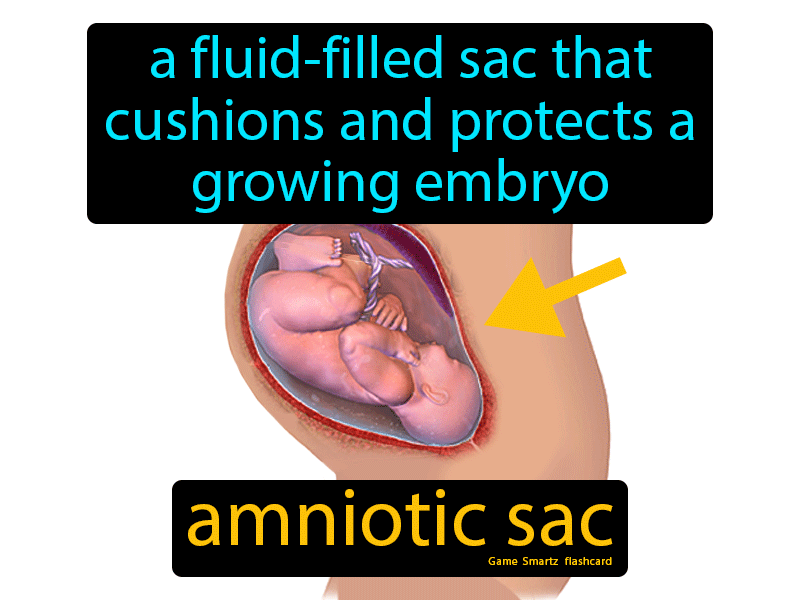 a fluid-filled sac that
cushions and protects a
growing embryo
amniotic sac
Game Smartz flashcard